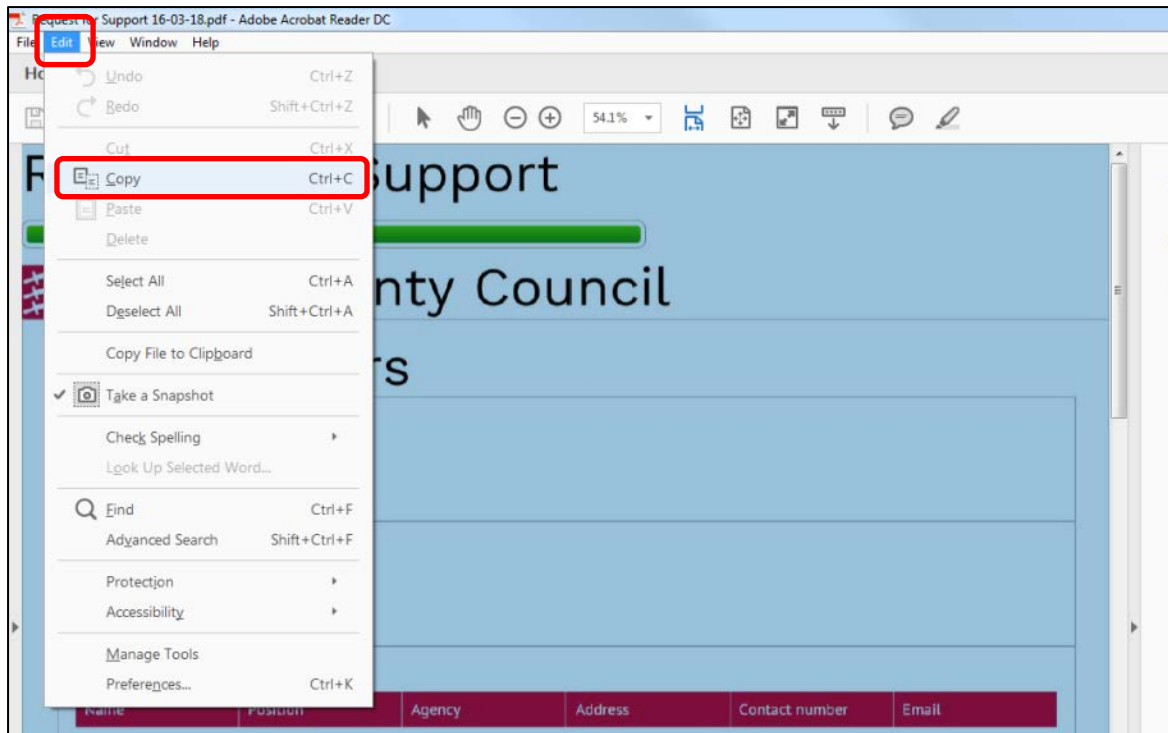 Request for Support 16-03-18.pdf - Adobe Acrobat Reader DC
File Edit View Window Help
Undo Ctrl+Z
Redo Shift+Ctrl+Z
54.1%
Cut Ctrl+X
Copy Ctrl+C
Support
Paste Ctrl+V
Delete
Select All Ctrl+A
nty Council
Deselect All Shift+Ctrl+A
Copy File to Clipboard
rs
Take a Snapshot
Check Spelling
Look Up Selected Word...
Find Ctrl+F
Advanced Search Shift+Ctrl+F
Protection
Accessibility
Manage Tools
Preferences... Ctrl+K
Name Position Agency Address Contact number Email